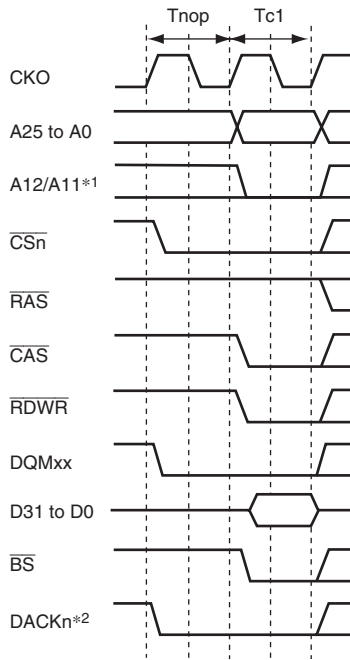 Tnop Tc1
CKO
A25 to A0
A12/A11*1
CSn
RAS
CAS
RDWR
DQMxx
D31 to D0
BS
DACKn*2